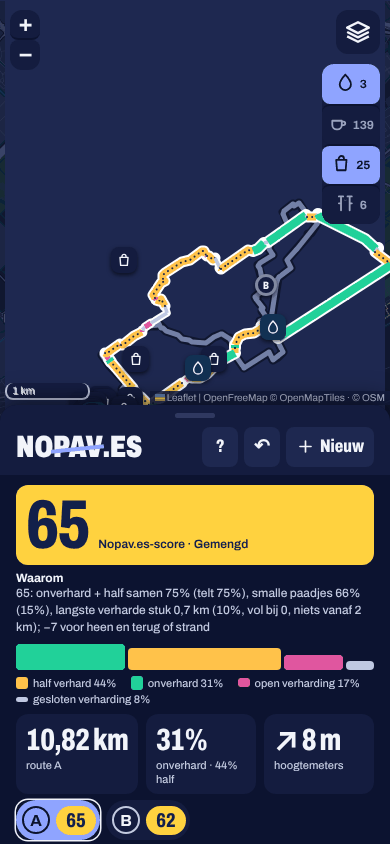 +
−
3
139
25
6
B
1 km
Leaflet | OpenFreeMap © OpenMapTiles · © OSM
NOPAV.ES
?
↶
+ Nieuw
65
Nopav.es-score · Gemengd
Waarom
65: onverhard + half samen 75% (telt 75%), smalle paadjes 66%
(15%), langste verharde stuk 0,7 km (10%, vol bij 0, niets vanaf 2
km); −7 voor heen en terug of strand
half verhard 44%
onverhard 31%
open verharding 17%
gesloten verharding 8%
10,82 km
route A
31%
onverhard · 44%
half
↗ 8 m
hoogtemeters
A 65
B 62